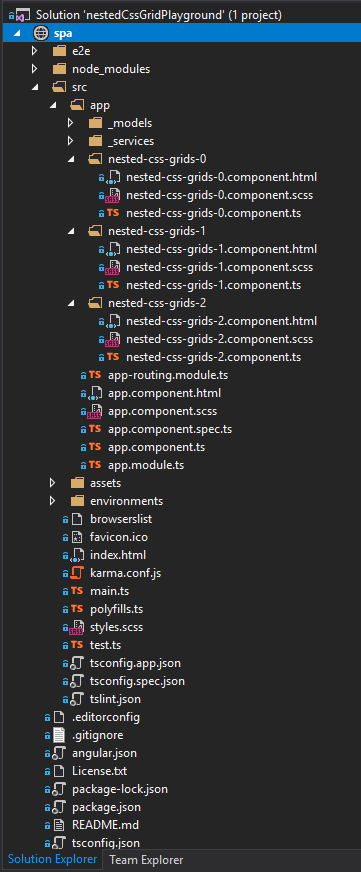 Solution 'nestedCssGridPlayground' (1 project)
spa
e2e
node_modules
src
app
_models
_services
nested-css-grids-0
nested-css-grids-0.component.html
nested-css-grids-0.component.scss
TS nested-css-grids-0.component.ts
nested-css-grids-1
nested-css-grids-1.component.html
nested-css-grids-1.component.scss
TS nested-css-grids-1.component.ts
nested-css-grids-2
nested-css-grids-2.component.html
nested-css-grids-2.component.scss
TS nested-css-grids-2.component.ts
TS app-routing.module.ts
app.component.html
app.component.scss
TS app.component.spec.ts
TS app.component.ts
TS app.module.ts
assets
environments
browserslist
favicon.ico
index.html
karma.conf.js
TS main.ts
TS polyfills.ts
styles.scss
TS test.ts
tsconfig.app.json
tsconfig.spec.json
tslint.json
.editorconfig
.gitignore
angular.json
License.txt
package-lock.json
package.json
README.md
tsconfig.json
Solution Explorer Team Explorer